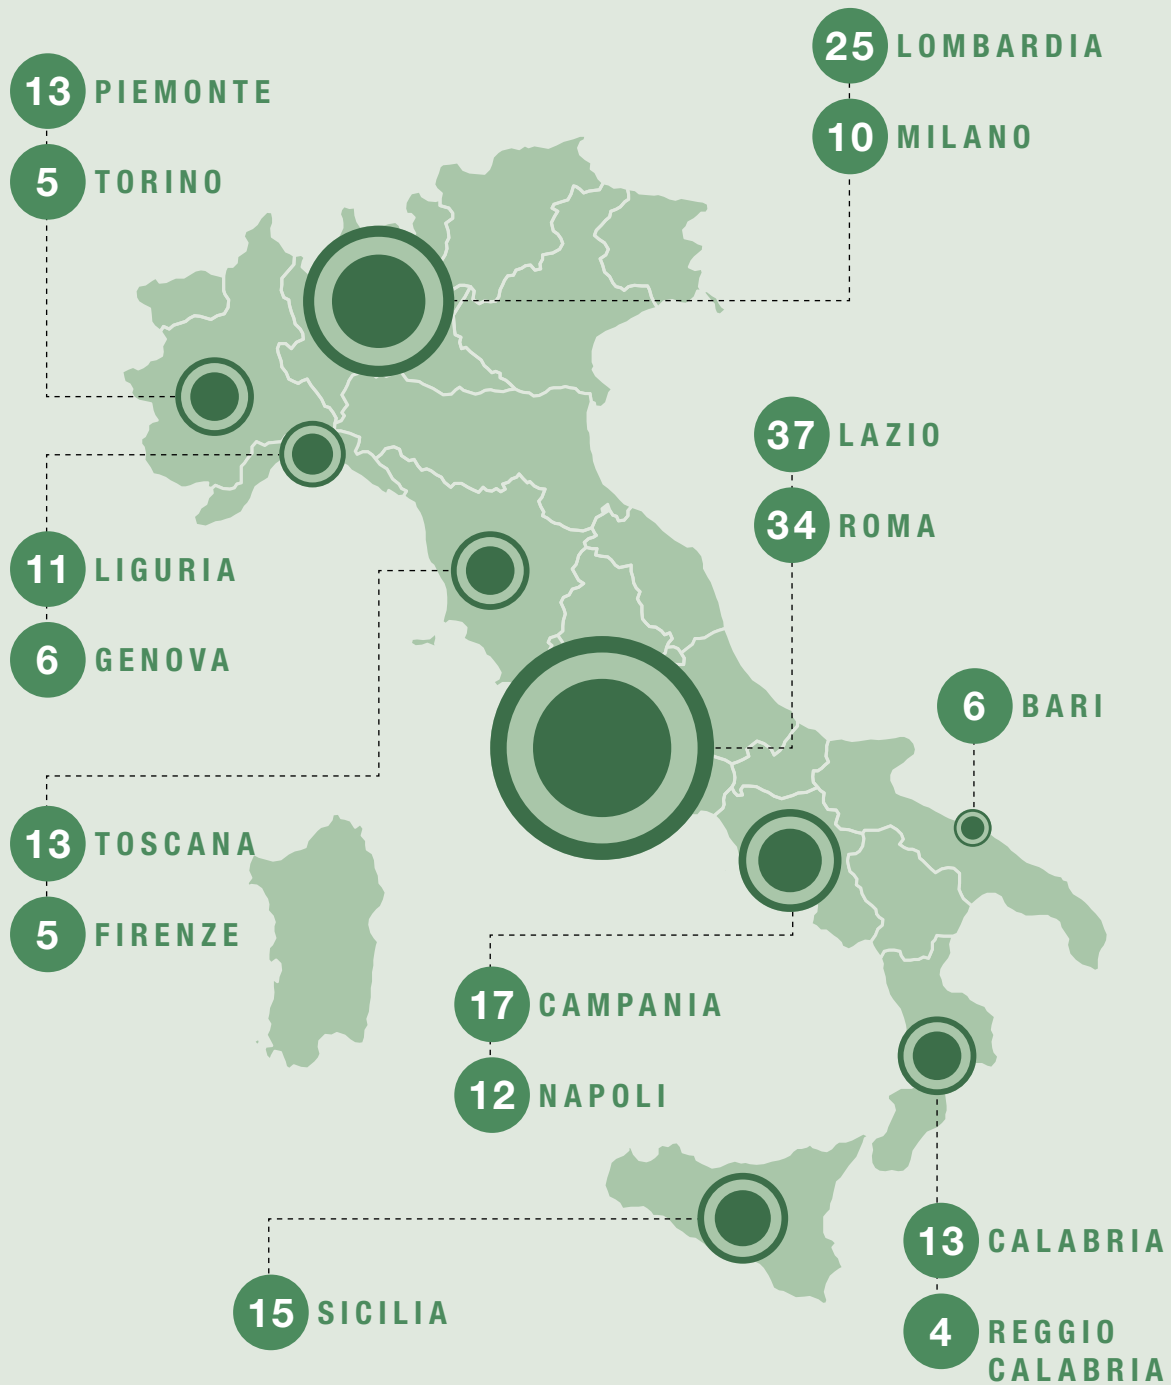 25 LOMBARDIA
10 MILANO
13 PIEMONTE
5 TORINO
37 LAZIO
34 ROMA
11 LIGURIA
6 GENOVA
6 BARI
13 TOSCANA
5 FIRENZE
17 CAMPANIA
12 NAPOLI
13 CALABRIA
4 REGGIO
CALABRIA
15 SICILIA